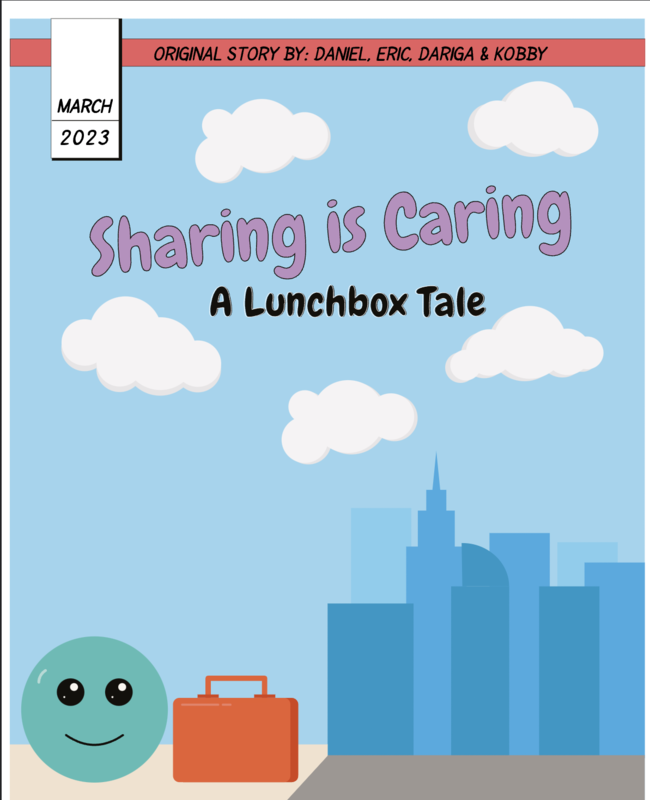 ORIGINAL STORY BY: DANIEL, ERIC, DARIGA & KOBBY
MARCH
2023
Sharing is Caring
A Lunchbox Tale